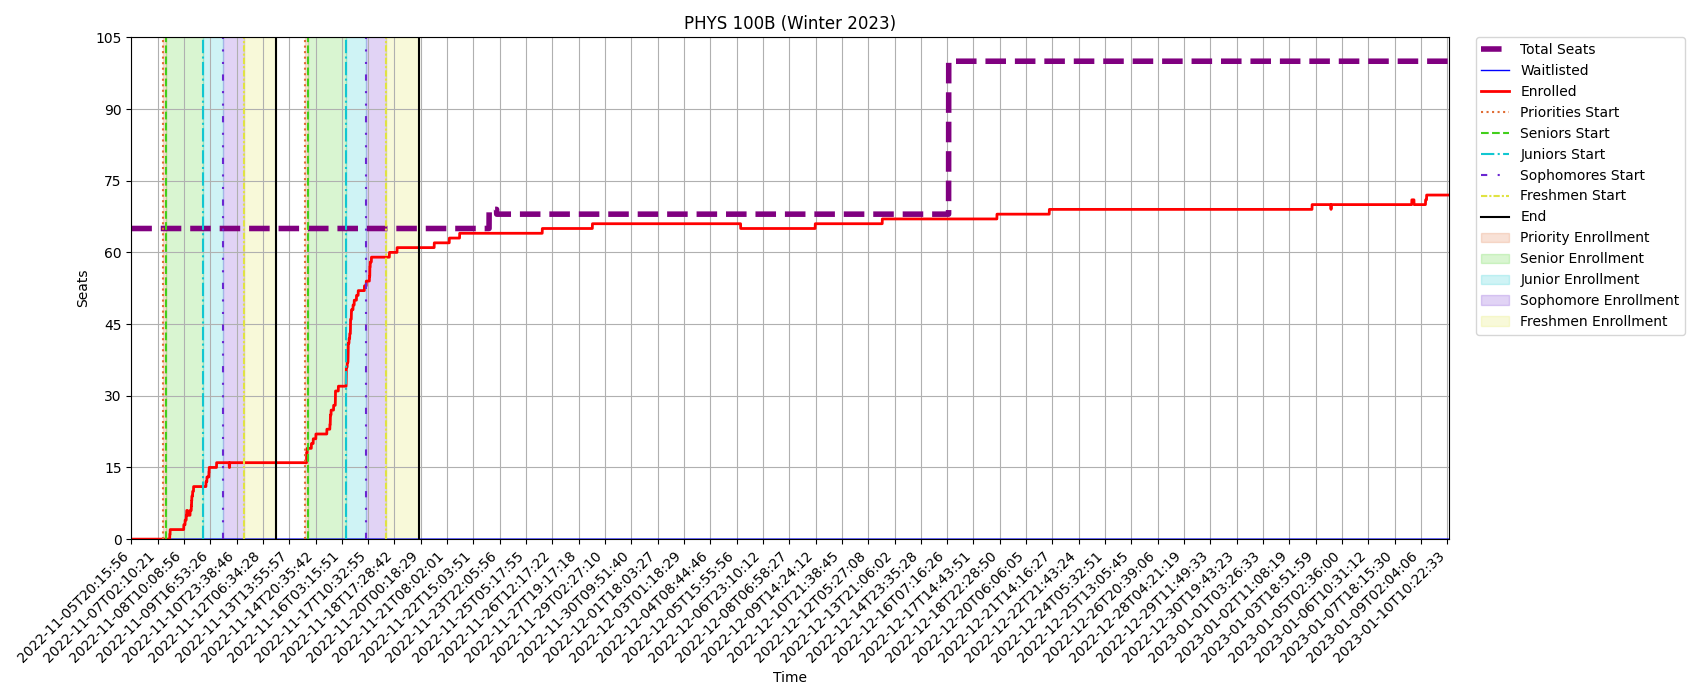 PHYS 100B (Winter 2023)
Seats
105
90
75
60
45
30
15
0
2022-11-05T20:15:56
2022-11-07T02:10:21
2022-11-08T10:08:56
2022-11-09T16:53:26
2022-11-10T23:38:46
2022-11-12T06:34:28
2022-11-13T13:55:57
2022-11-14T20:35:42
2022-11-16T03:15:51
2022-11-17T10:32:55
2022-11-18T17:28:42
2022-11-20T00:18:29
2022-11-21T08:02:01
2022-11-22T15:03:51
2022-11-23T22:05:56
2022-11-25T05:17:55
2022-11-26T12:17:22
2022-11-27T19:17:18
2022-11-29T02:27:10
2022-11-30T09:51:40
2022-12-01T18:03:27
2022-12-03T01:18:29
2022-12-04T08:44:46
2022-12-05T15:55:56
2022-12-06T23:10:12
2022-12-08T06:58:27
2022-12-09T14:24:12
2022-12-10T21:38:45
2022-12-12T05:27:08
2022-12-13T21:06:02
2022-12-14T23:35:28
2022-12-16T07:16:26
2022-12-17T14:43:51
2022-12-18T22:28:50
2022-12-20T06:06:05
2022-12-21T14:16:27
2022-12-22T21:43:24
2022-12-24T05:32:51
2022-12-25T13:05:45
2022-12-26T20:39:06
2022-12-28T04:21:19
2022-12-29T11:49:33
2022-12-30T19:43:23
2023-01-01T03:26:33
2023-01-02T11:08:19
2023-01-03T18:51:59
2023-01-05T02:36:00
2023-01-06T10:31:12
2023-01-07T18:15:30
2023-01-09T02:04:06
2023-01-10T10:22:33
Time
Total Seats
Waitlisted
Enrolled
Priorities Start
Seniors Start
Juniors Start
Sophomores Start
Freshmen Start
End
Priority Enrollment
Senior Enrollment
Junior Enrollment
Sophomore Enrollment
Freshmen Enrollment